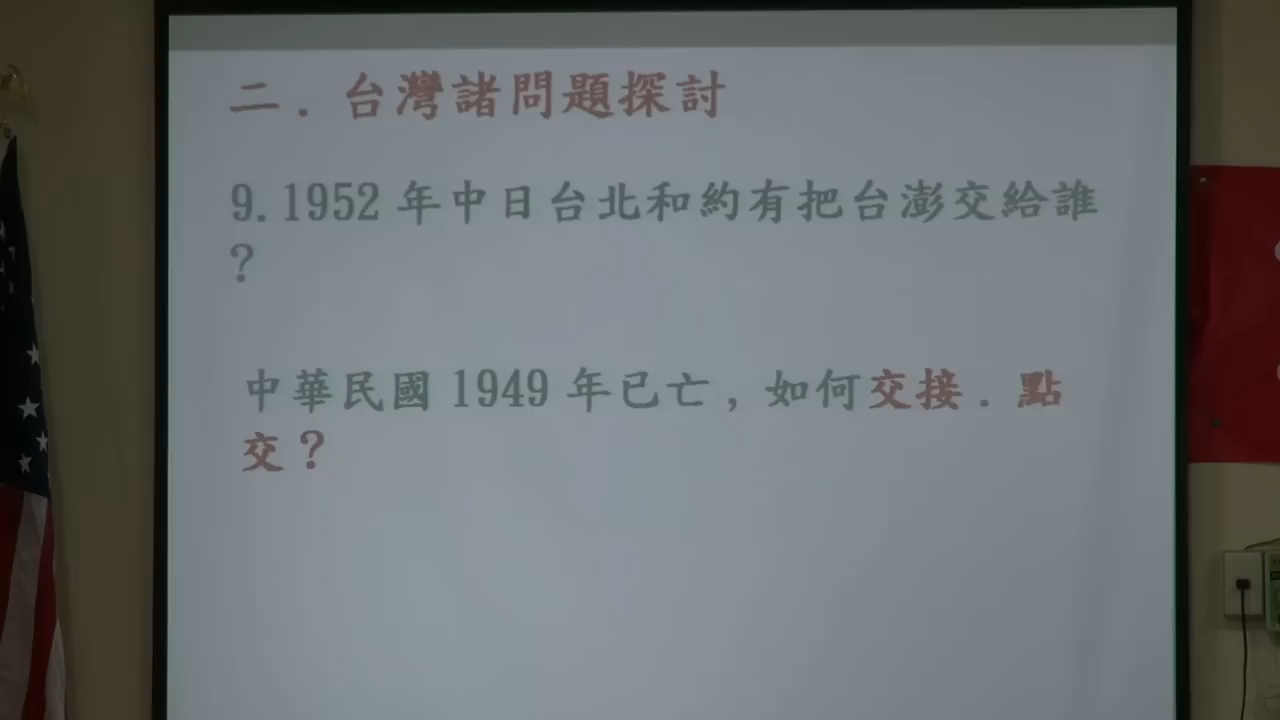 二. 台灣諸問題探討
9.1952 年中日台北和約有把台澎交給誰
?
中華民國 1949 年已亡, 如何交接. 點
交?